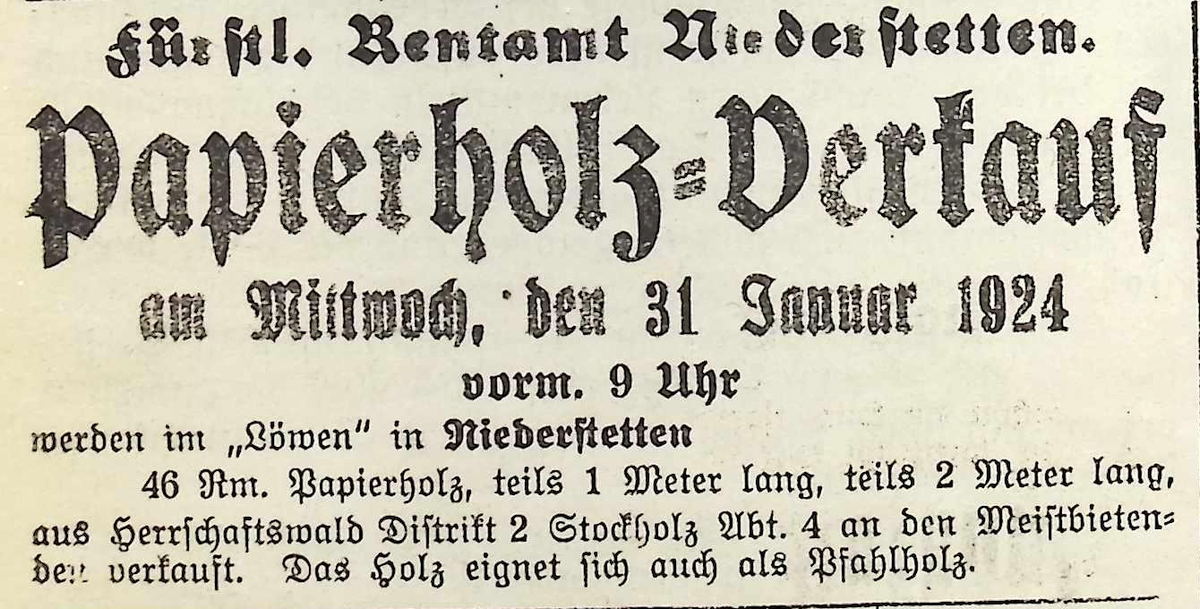 Fürstl. Rentamt Niederstetten.
Papierholz=Verkauf
am Mittwoch, den 31 Januar 1924
vorm. 9 Uhr
werden im „Löwen“ in Niederstetten
46 Rm. Papierholz, teils 1 Meter lang, teils 2 Meter lang,
aus Herrschaftswald Distrikt 2 Stockholz Abt. 4 an den Meistbieten=
den verkauft. Das Holz eignet sich auch als Pfahlholz.